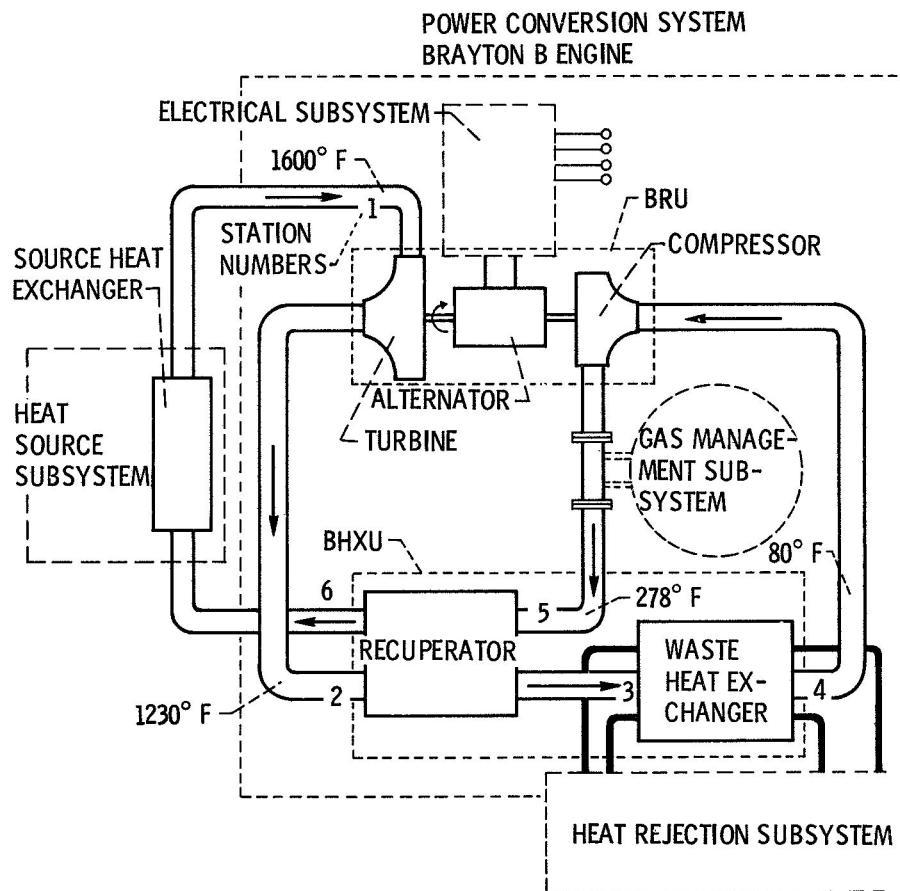 POWER CONVERSION SYSTEM
BRAYTON B ENGINE
ELECTRICAL SUBSYSTEM
1600° F
1
BRU
STATION
NUMBERS
COMPRESSOR
SOURCE HEAT
EXCHANGER
ALTERNATOR
TURBINE
HEAT
SOURCE
SUBSYSTEM
GAS MANAGE-
MENT SUB-
SYSTEM
BHXU
80° F
6
5
278° F
RECUPERATOR
WASTE
HEAT EX-
CHANGER
2
3
4
1230° F
HEAT REJECTION SUBSYSTEM